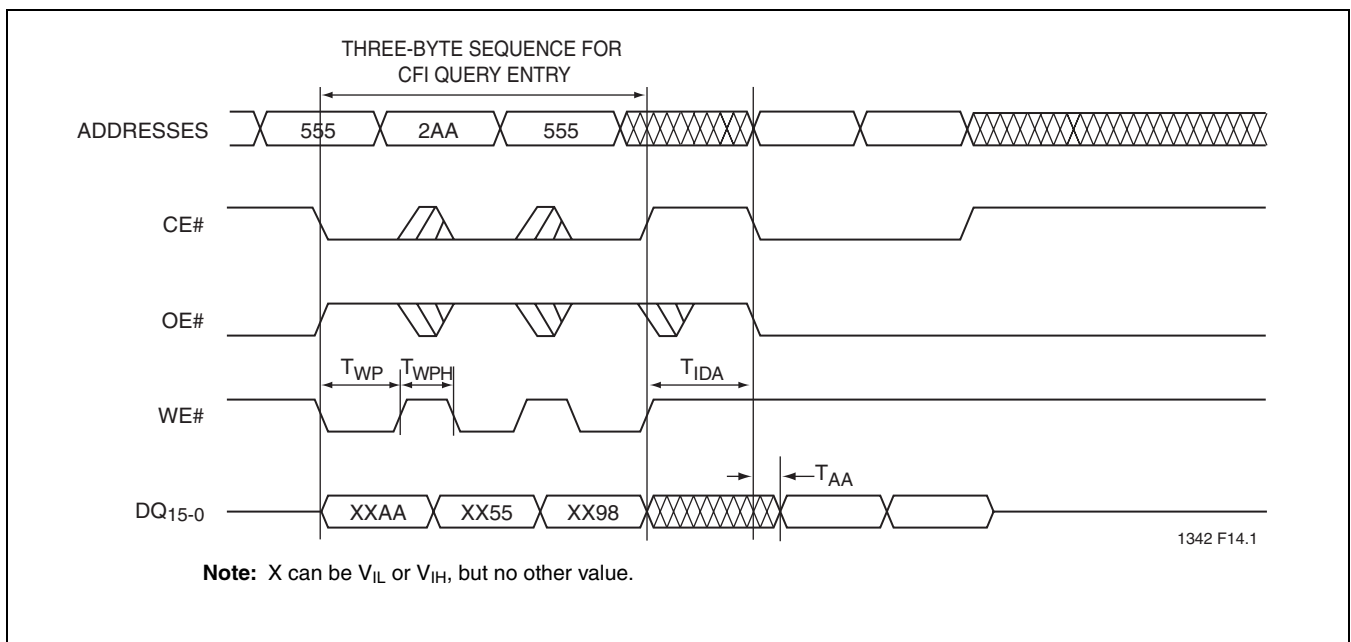 THREE-BYTE SEQUENCE FOR
CFI QUERY ENTRY
ADDRESSES 555 2AA 555
CE#
OE#
TWP TWPH TIDA
WE#
TAA
DQ15-0 XXAA XX55 XX98
1342 F14.1
Note: X can be VIL or VIH, but no other value.